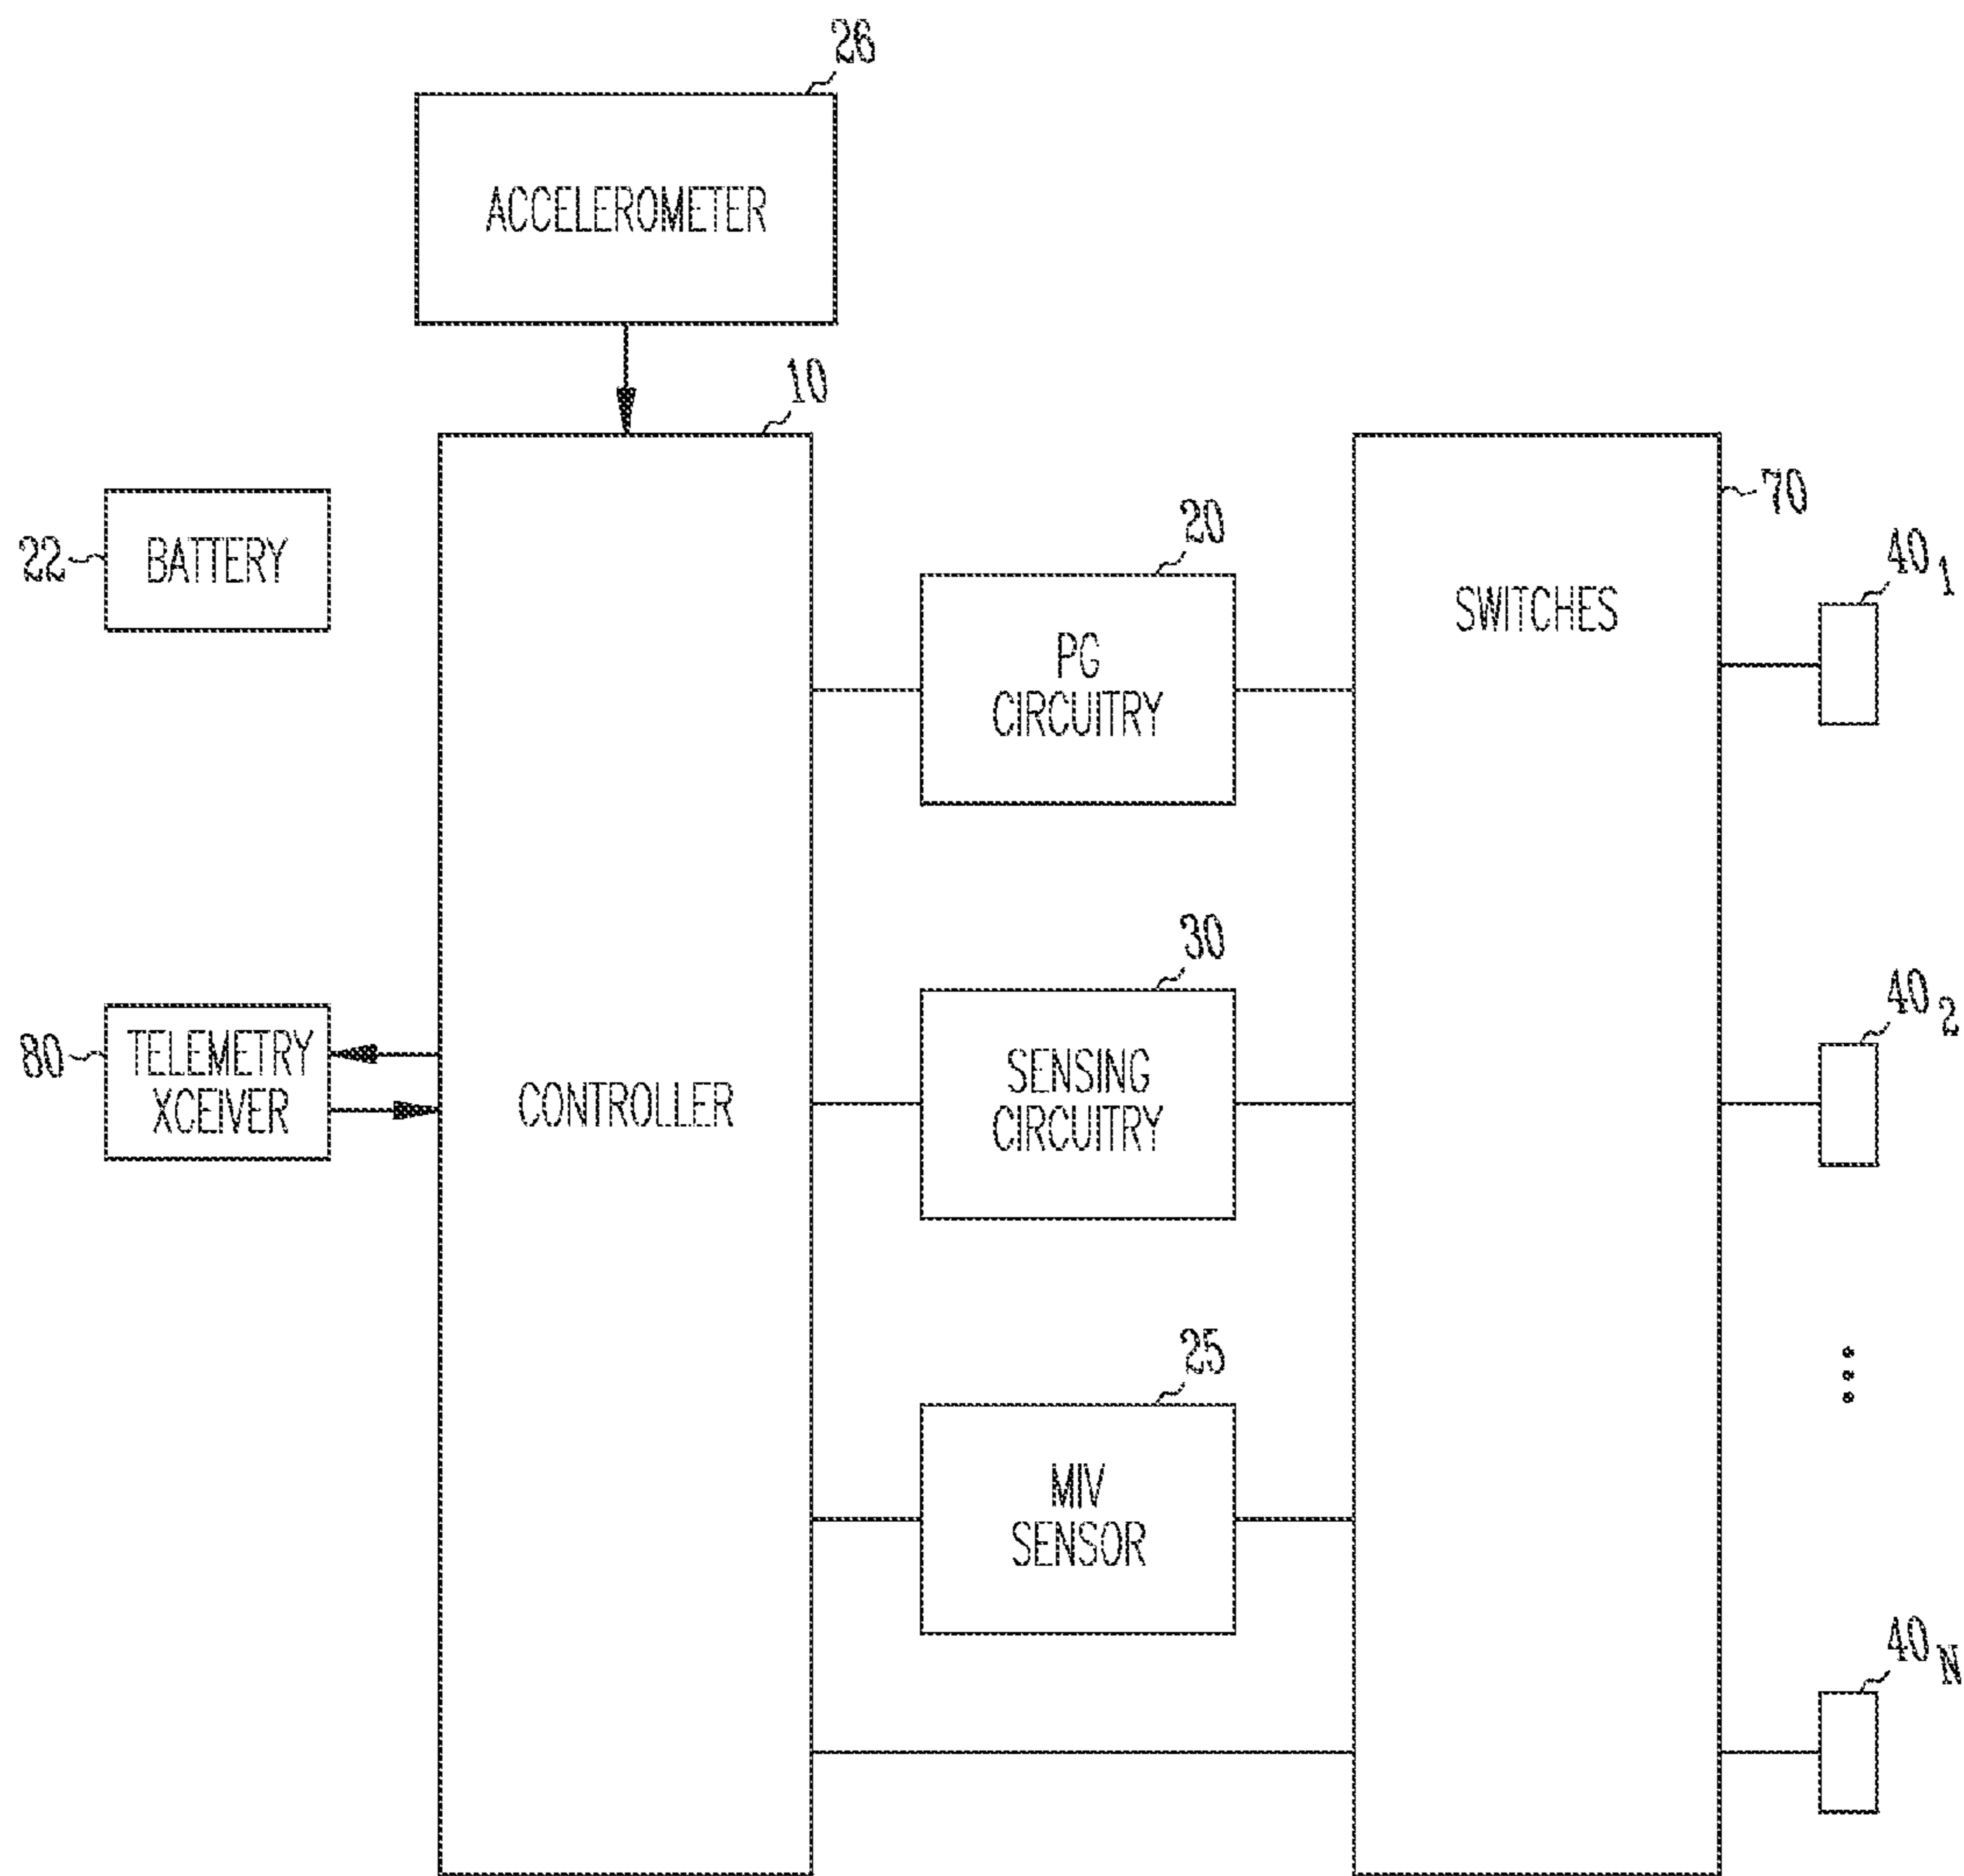 26
ACCELEROMETER
10
70
22
BATTERY
20
PG
CIRCUITRY
SWITCHES
40 1
30
80
TELEMETRY
XCEIVER
CONTROLLER
SENSING
CIRCUITRY
40 2
25
MIV
SENSOR
40 N